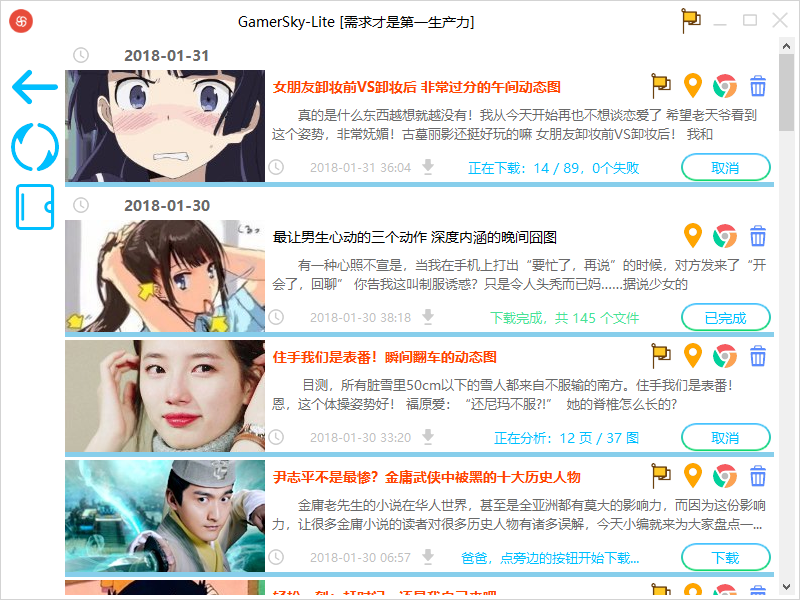 GamerSky-Lite [需求才是第一生产力]
2018-01-31
女朋友卸妆前VS卸妆后 非常过分的午间动态图
真的是什么东西越想就越没有！我从今天开始再也不想谈恋爱了 希望老天爷看到
这个姿势，非常妩媚！古墓丽影还挺好玩的嘛 女朋友卸妆前VS卸妆后！ 我和
2018-01-31 36:04 正在下载：14 / 89，0个失败 取消
2018-01-30
最让男生心动的三个动作 深度内涵的晚间囧图
有一种心照不宣是，当我在手机上打出“要忙了，再说”的时候，对方发来了“开
会了，回聊” 你告我这叫制服诱惑？只是令人头秃而已妈……据说少女的
2018-01-30 38:18 下载完成，共 145 个文件 已完成
住手我们是表番！瞬间翻车的动态图
目测，所有脏雪里50cm以下的雪人都来自不服输的南方。住手我们是表番！
恩，这个体操姿势好！ 福原爱：“还尼玛不服?!” 她的脊椎怎么长的?
2018-01-30 33:20 正在分析：12 页 / 37 图 取消
尹志平不是最惨？金庸武侠中被黑的十大历史人物
金庸老先生的小说在华人世界，甚至是全亚洲都有莫大的影响力，而因为这份影响
力，让很多金庸小说的读者对很多历史人物有诸多误解，今天小编就来为大家盘点一...
2018-01-30 06:57 爸爸，点旁边的按钮开始下载... 下载